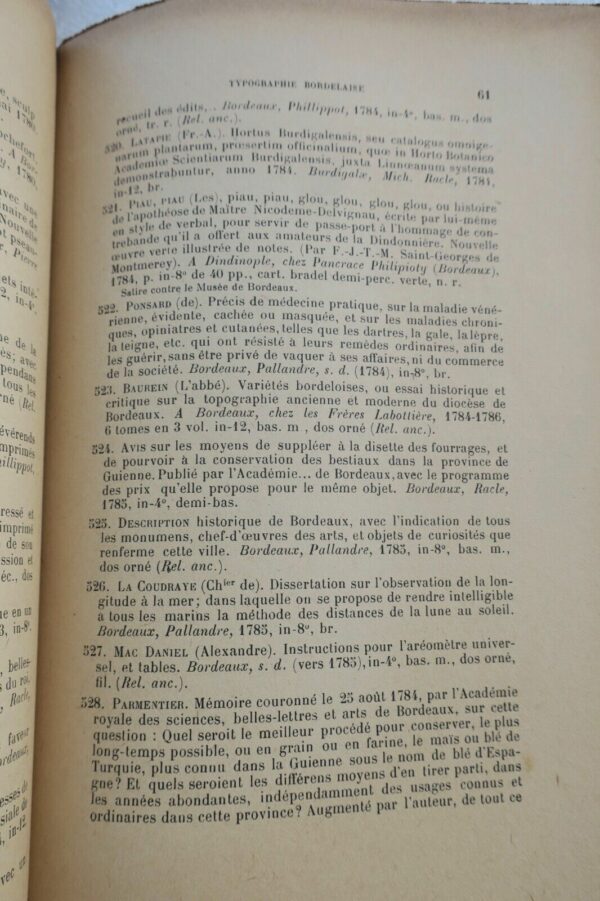 TYPOGRAPHIE BORDELAISE 61
recueil des édits,.. Bordeaux, Phillippot, 1784, in-4°, bas. m., dos
orné, tr. r. (Rel. anc.).
520. LATAPIE (Fr.-A.). Hortus Burdigalensis, seu catalogus omnige-
narum plantarum, præsertim officinalium, quœ in Horto Botanico
Academiœ Scientiarum Burdigalensis, juxta Linnœanum systema
demonstrabuntur, anno 1784. Burdigalæ, Mich. Racle, 1784,
in-12, br.
521. PIAU, PIAU (Les), piau, piau, glou, glou, glou, glou, ou histoire
de l'apothéose de Maître Nicodeme-Delvignau, écrite par lui-même
en style de verbal, pour servir de passe-port à l'hommage de con-
trebande qu'il a offert aux amateurs de la Dindonnière. Nouvelle
œuvre verte illustrée de notes. (Par F.-J.-T.-M. Saint-Georges de
Montmerey). A Dindinople, chez Pancrace Philipioty (Bordeaux),
1784, p. in-8° de 40 pp., cart. bradel demi-perc. verte, n. r.
Satire contre le Musée de Bordeaux.
522. PONSARD (de). Précis de médecine pratique, sur la maladie véné-
rienne, évidente, cachée ou masquée, et sur les maladies chroni-
ques, opiniatres et cutanées, telles que les dartres, la gale, la lèpre,
la teigne, etc. qui ont résisté à leurs remèdes ordinaires, afin de
les guérir, sans être privé de vaquer à ses affaires, ni du commerce
de la société. Bordeaux, Pallandre, s. d. (1784), in-8°, br.
523. BAUREIN (L'abbé). Variétés bordeloises, ou essai historique et
critique sur la topographie ancienne et moderne du diocèse de
Bordeaux. A Bordeaux, chez les Frères Labottière, 1784-1786,
6 tomes en 3 vol. in-12, bas. m , dos orné (Rel. anc.).
524. AVIS sur les moyens de suppléer à la disette des fourrages, et
de pourvoir à la conservation des bestiaux dans la province de
Guienne. Publié par l'Académie... de Bordeaux, avec le programme
des prix qu'elle propose pour le même objet. Bordeaux, Racle,
1785, in-4°, demi-bas.
525. DESCRIPTION historique de Bordeaux, avec l'indication de tous
les monumens, chef-d'œuvres des arts, et objets de curiosités que
renferme cette ville. Bordeaux, Pallandre, 1785, in-8°, bas. m.,
dos orné (Rel. anc.).
526. LA COUDRAYE (Chier de). Dissertation sur l'observation de la lon-
gitude à la mer; dans laquelle ou se propose de rendre intelligible
à tous les marins la méthode des distances de la lune au soleil.
Bordeaux, Pallandre, 1785, in-8°, br.
527. MAC DANIEL (Alexandre). Instructions pour l'aréomètre univer-
sel, et tables. Bordeaux, s. d. (vers 1785), in-4°, bas. m., dos orné,
fil. (Rel. anc.).
528. PARMENTIER. Mémoire couronné le 25 août 1784, par l'Académie
royale des sciences, belles-lettres et arts de Bordeaux, sur cette
question : Quel seroit le meilleur procédé pour conserver, le plus
long-temps possible, ou en grain ou en farine, le maïs ou blé de
Turquie, plus connu dans la Guienne sous le nom de blé d'Espa-
gne? Et quels seroient les différens moyens d'en tirer parti, dans
les années abondantes, indépendamment des usages connus et
ordinaires dans cette province? Augmenté par l'auteur, de tout ce